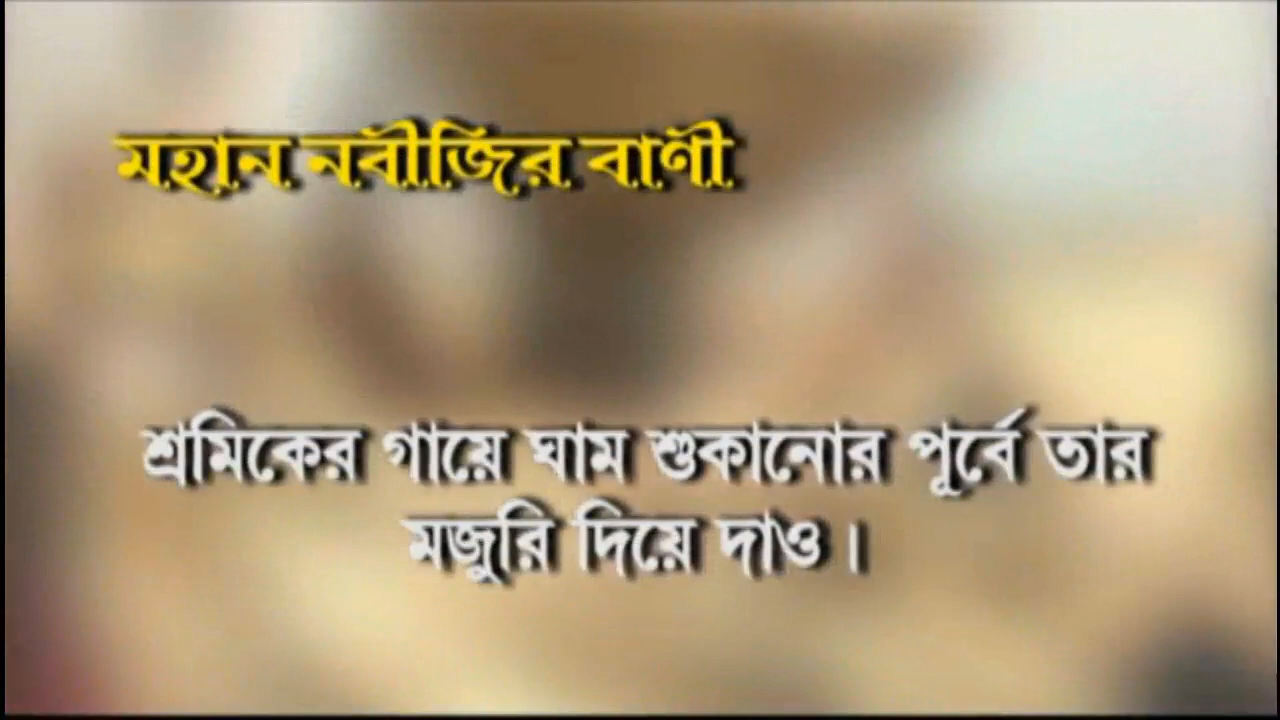 মহান নবীজির বাণী
শ্রমিকের গায়ে ঘাম শুকানোর পূর্বে তার
মজুরি দিয়ে দাও।